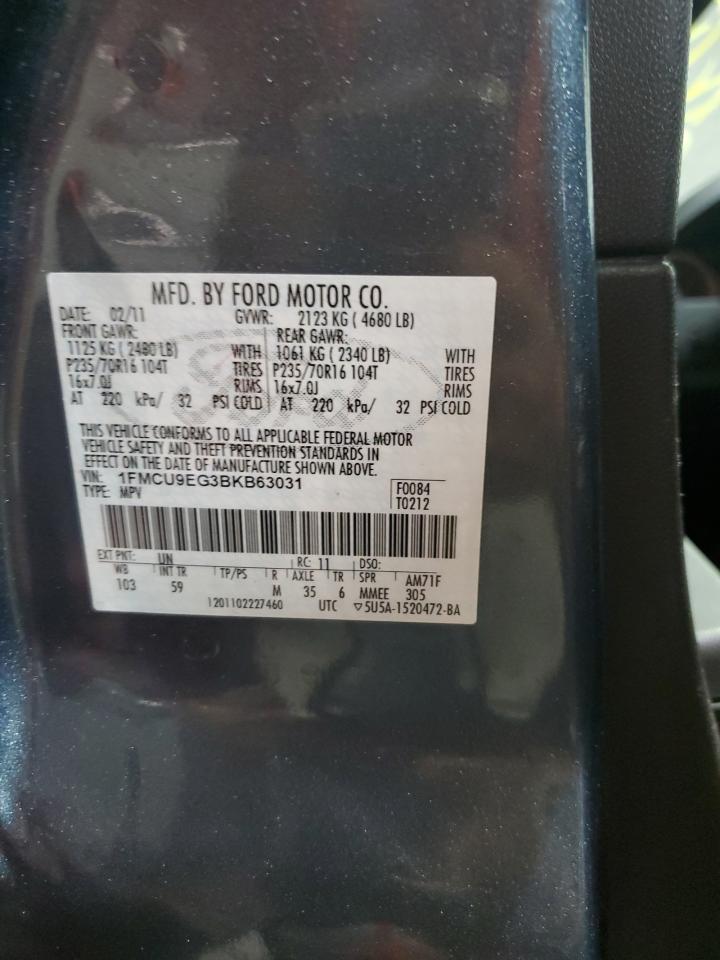 MFD. BY FORD MOTOR CO.
DATE: 02/11 GVWR: 2123 KG ( 4680 LB)
FRONT GAWR: REAR GAWR:
1125 KG ( 2480 LB) WITH 1061 KG ( 2340 LB) WITH
P235/70R16 104T TIRES P235/70R16 104T TIRES
16x7.0J RIMS 16x7.0J RIMS
AT 220 kPa/ 32 PSI COLD AT 220 kPa/ 32 PSI COLD
THIS VEHICLE CONFORMS TO ALL APPLICABLE FEDERAL MOTOR
VEHICLE SAFETY AND THEFT PREVENTION STANDARDS IN
EFFECT ON THE DATE OF MANUFACTURE SHOWN ABOVE.
VIN: 1FMCU9EG3BKB63031 F0084
TYPE: MPV T0212
EXT PNT: UN RC: 11 DSO:
WB INT TR TP/PS R AXLE TR SPR AM71F
103 59 M 35 6 MMEE 305
1201102227460 UTC ▽5U5A-1520472-BA